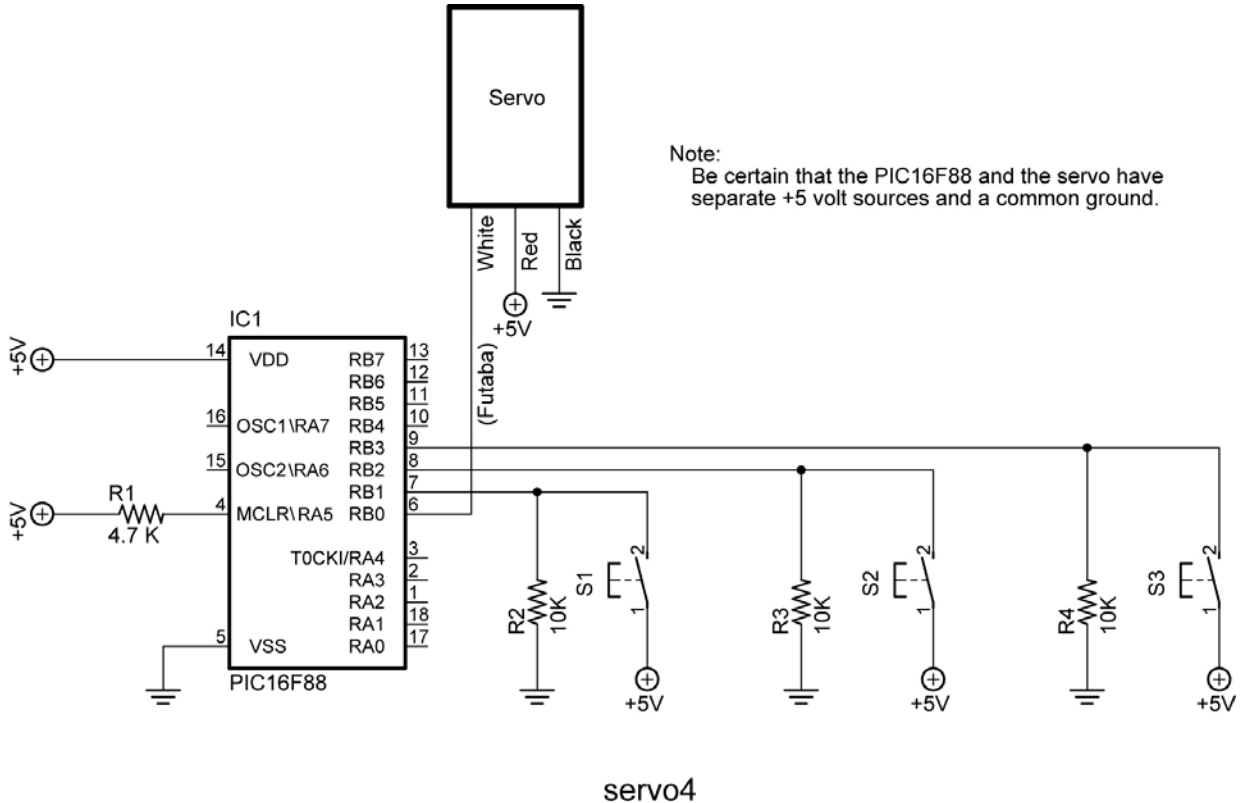 Servo
Note:
Be certain that the PIC16F88 and the servo have
separate +5 volt sources and a common ground.
White
Red
Black
+5V
(Futaba)
IC1
+5V
14 VDD
RB7 13
RB6 12
RB5 11
16 OSC1\RA7
RB4 10
RB3 9
15 OSC2\RA6
RB2 8
RB1 7
R1
4.7 K
+5V
4 MCLR\RA5
RB0 6
T0CKI/RA4 3
RA3 2
RA2 1
RA1 18
5 VSS
RA0 17
PIC16F88
R2
10K
S1
2
1
+5V
R3
10K
S2
2
1
+5V
R4
10K
S3
2
1
+5V
servo4